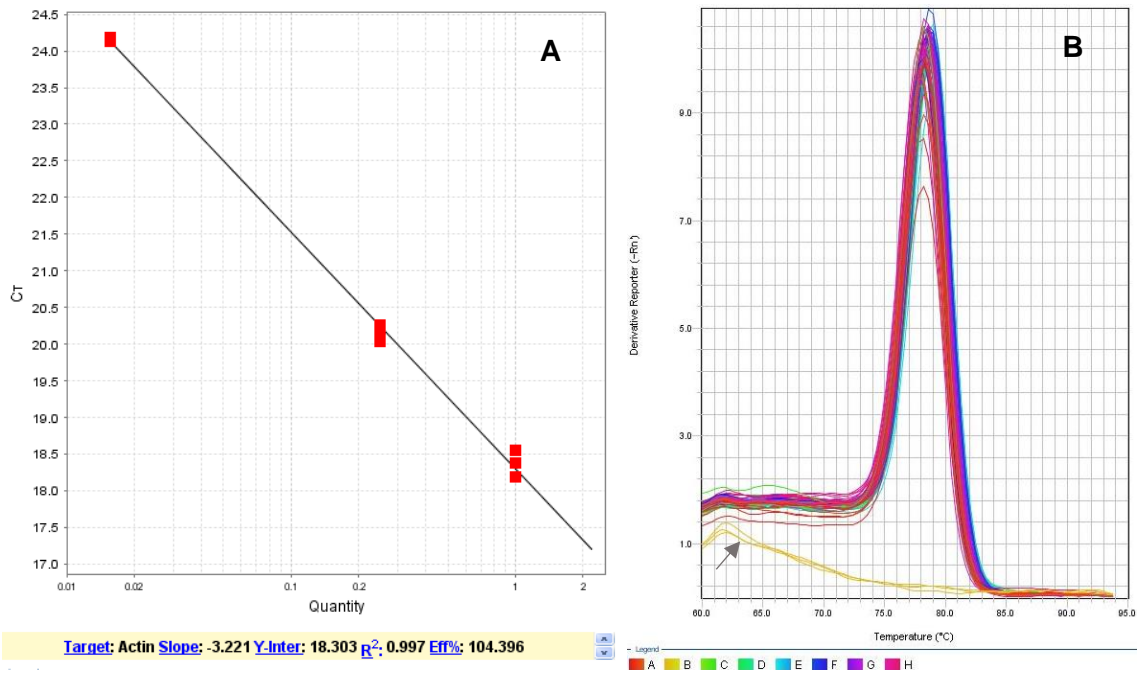 A
24.5
24.0
23.5
23.0
22.5
22.0
21.5
21.0
20.5
20.0
19.5
19.0
18.5
18.0
17.5
17.0
Cᴛ
0.01 0.02 0.1 0.2 1 2
Quantity
Target: Actin Slope: -3.221 Y-Inter: 18.303 R²: 0.997 Eff%: 104.396
B
9.0
7.0
5.0
3.0
1.0
Derivative Reporter (-Rn')
60.0 65.0 70.0 75.0 80.0 85.0 90.0 95.0
Temperature (°C)
Legend
A B C D E F G H